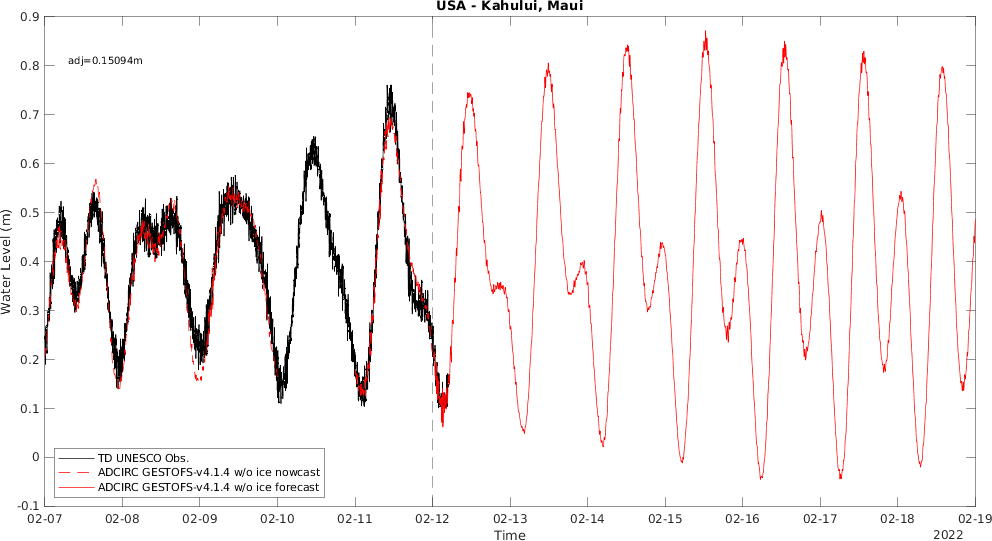 USA - Kahului, Maui
adj=0.15094m
Water Level (m)
0.9
0.8
0.7
0.6
0.5
0.4
0.3
0.2
0.1
0
-0.1
TD UNESCO Obs.
ADCIRC GESTOFS-v4.1.4 w/o ice nowcast
ADCIRC GESTOFS-v4.1.4 w/o ice forecast
02-07 02-08 02-09 02-10 02-11 02-12 02-13 02-14 02-15 02-16 02-17 02-18 02-19
Time
2022